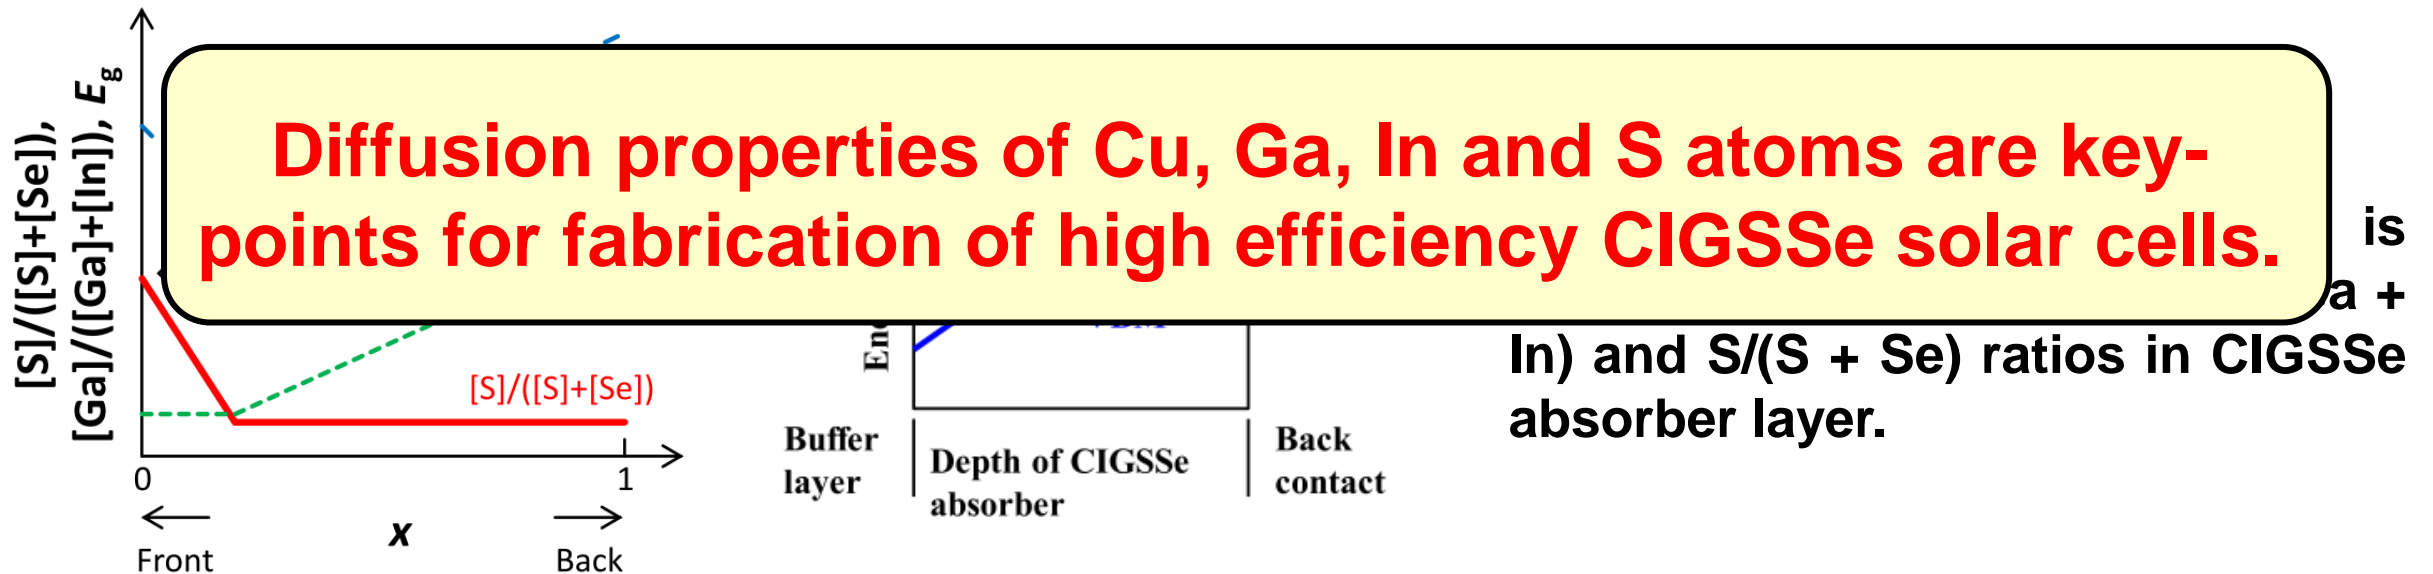 Diffusion properties of Cu, Ga, In and S atoms are key-
points for fabrication of high efficiency CIGSSe solar cells.
[S]/([S]+[Se]),
[Ga]/([Ga]+[In]), Eg
[S]/([S]+[Se])
0
1
x
Front
Back
Buffer
layer
Depth of CIGSSe
absorber
Back
contact
is
+
In) and S/(S + Se) ratios in CIGSSe
absorber layer.